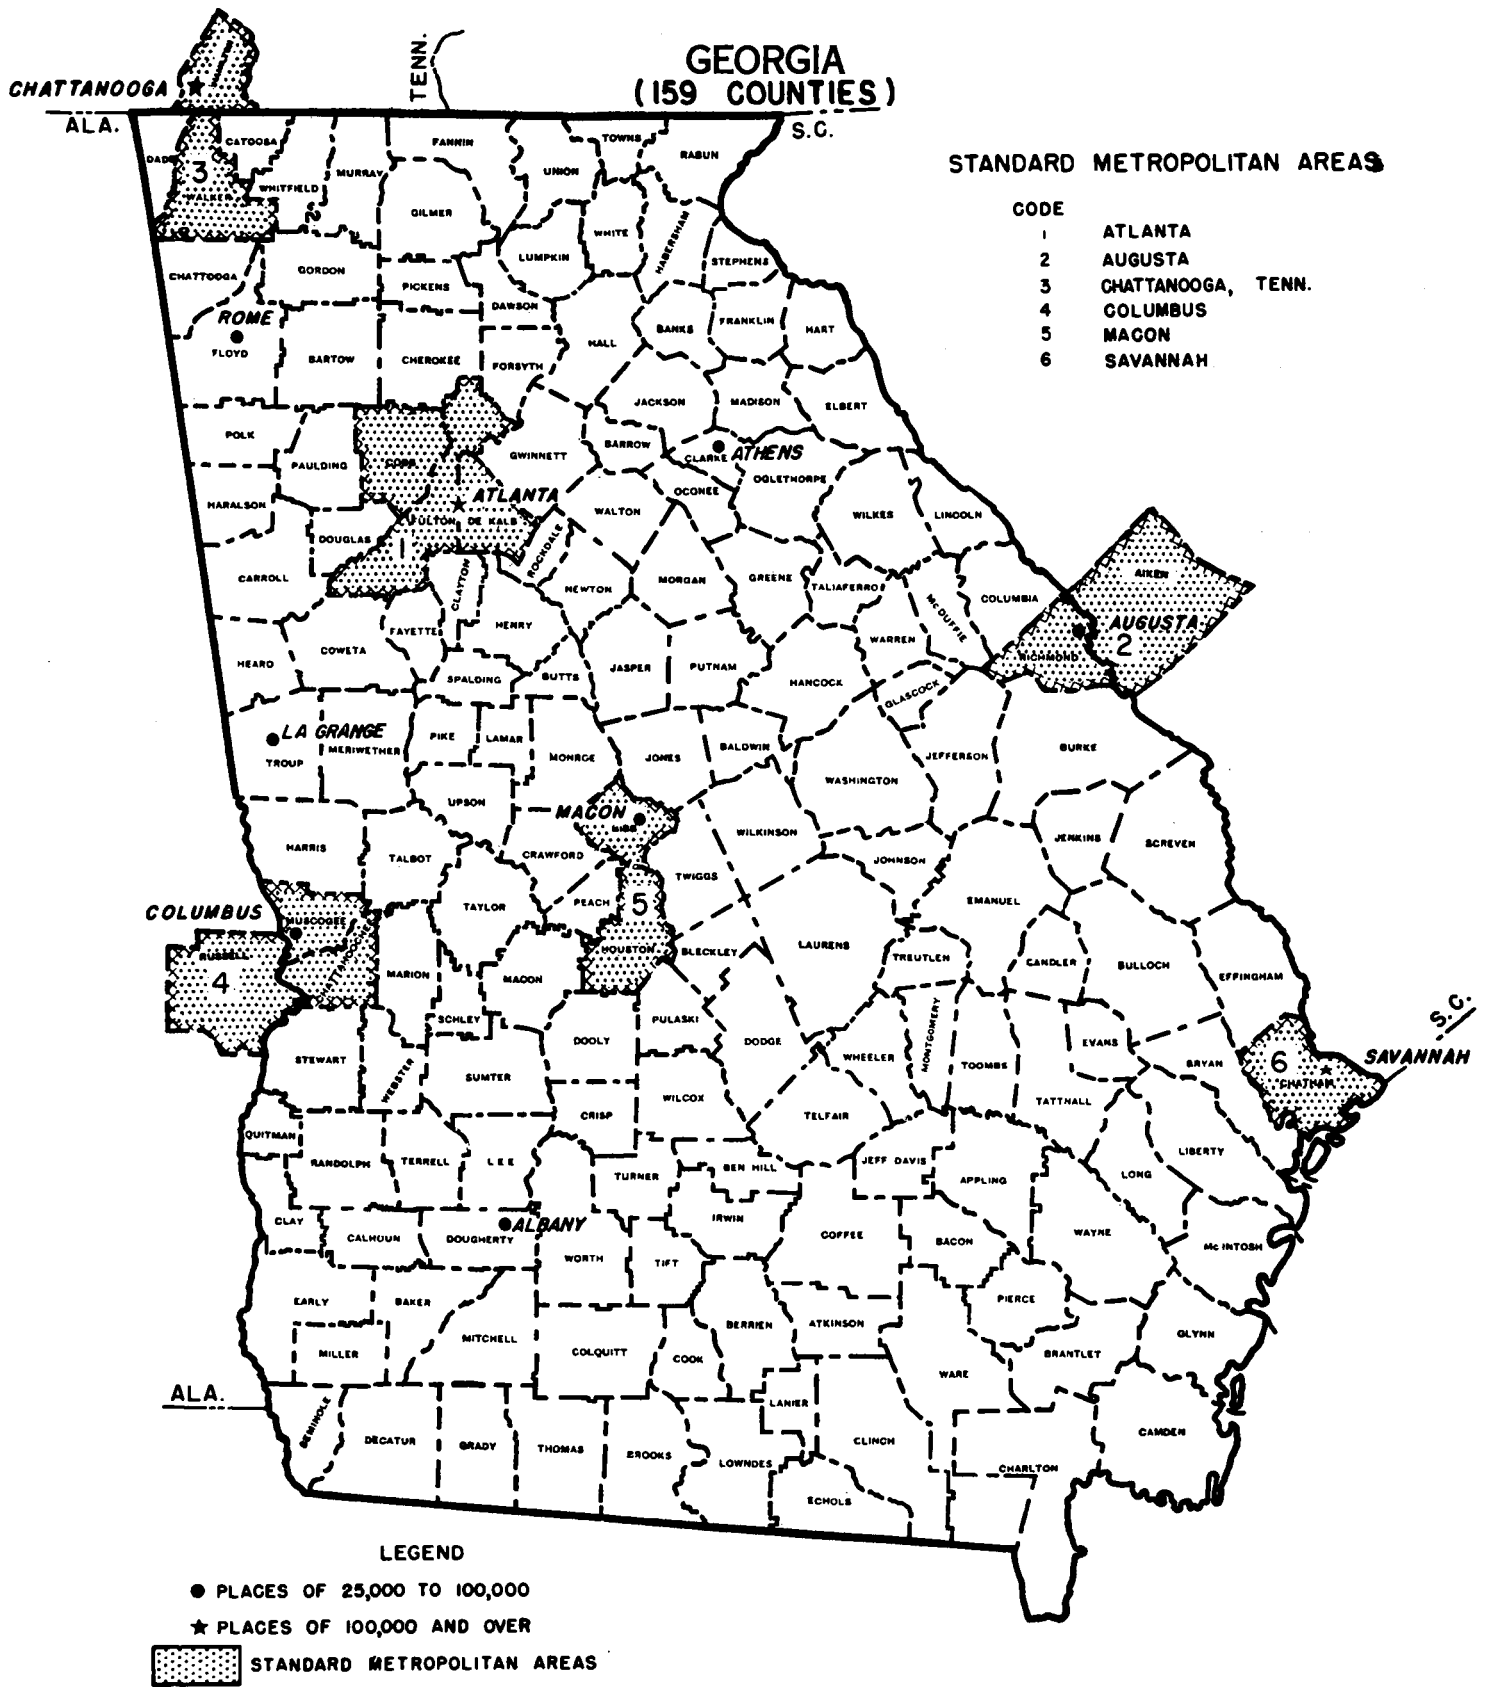 GEORGIA
(159 COUNTIES)
TENN.
CHATTANOOGA
ALA.
S.C.
STANDARD METROPOLITAN AREAS
CODE
1 ATLANTA
2 AUGUSTA
3 CHATTANOOGA, TENN.
4 COLUMBUS
5 MACON
6 SAVANNAH
DADE
3
WALKER
CATOOSA
WHITFIELD
MURRAY
FANNIN
GILMER
UNION
TOWNS
RABUN
WHITE
HABERSHAM
LUMPKIN
STEPHENS
CHATTOOGA
GORDON
PICKENS
DAWSON
ROME
FLOYD
BARTOW
CHEROKEE
FORSYTH
HALL
BANKS
FRANKLIN
HART
POLK
PAULDING
COBB
GWINNETT
JACKSON
MADISON
ELBERT
BARROW
CLARKE
ATHENS
OGLETHORPE
OCONEE
HARALSON
DOUGLAS
ATLANTA
FULTON
DE KALB
1
ROCKDALE
WALTON
WILKES
LINCOLN
CARROLL
CLAYTON
NEWTON
MORGAN
GREENE
TALIAFERRO
MCDUFFIE
COLUMBIA
AIKEN
AUGUSTA
2
RICHMOND
HEARD
COWETA
FAYETTE
HENRY
SPALDING
BUTTS
JASPER
PUTNAM
HANCOCK
WARREN
GLASCOCK
LA GRANGE
TROUP
MERIWETHER
PIKE
LAMAR
MONROE
JONES
BALDWIN
WASHINGTON
JEFFERSON
BURKE
UPSON
MACON
BIBB
WILKINSON
JENKINS
SCREVEN
HARRIS
TALBOT
CRAWFORD
TWIGGS
JOHNSON
EMANUEL
COLUMBUS
MUSCOGEE
CHATTAHOOCHEE
RUSSELL
4
TAYLOR
PEACH
5
HOUSTON
BLECKLEY
LAURENS
TREUTLEN
CANDLER
BULLOCH
EFFINGHAM
MARION
MACON
SCHLEY
PULASKI
DODGE
WHEELER
MONTGOMERY
TOOMBS
EVANS
BRYAN
S.C.
SAVANNAH
6
CHATHAM
STEWART
WEBSTER
SUMTER
DOOLY
CRISP
WILCOX
TELFAIR
TATTNALL
LIBERTY
QUITMAN
RANDOLPH
TERRELL
LEE
TURNER
BEN HILL
JEFF DAVIS
APPLING
LONG
CLAY
CALHOUN
DOUGHERTY
ALBANY
WORTH
TIFT
IRWIN
COFFEE
BACON
WAYNE
MCINTOSH
EARLY
BAKER
MITCHELL
MILLER
COLQUITT
COOK
BERRIEN
ATKINSON
PIERCE
WARE
BRANTLEY
GLYNN
ALA.
SEMINOLE
DECATUR
GRADY
THOMAS
BROOKS
LANIER
LOWNDES
CLINCH
ECHOLS
CHARLTON
CAMDEN
LEGEND
PLACES OF 25,000 TO 100,000
PLACES OF 100,000 AND OVER
STANDARD METROPOLITAN AREAS